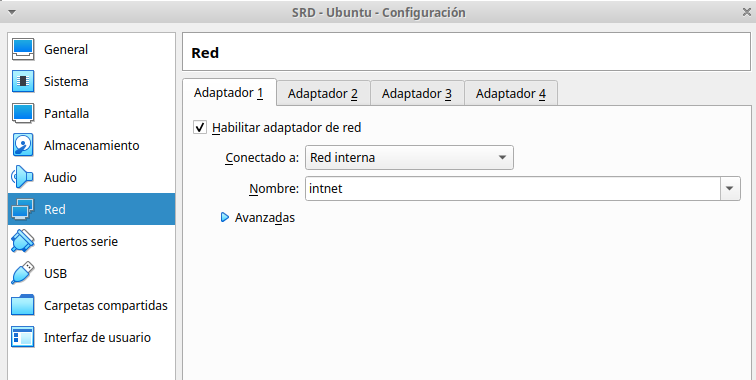 SRD - Ubuntu - Configuración
General
Sistema
Pantalla
Almacenamiento
Audio
Red
Puertos serie
USB
Carpetas compartidas
Interfaz de usuario
Red
Adaptador 1 Adaptador 2 Adaptador 3 Adaptador 4
Habilitar adaptador de red
Conectado a: Red interna
Nombre: intnet
Avanzadas